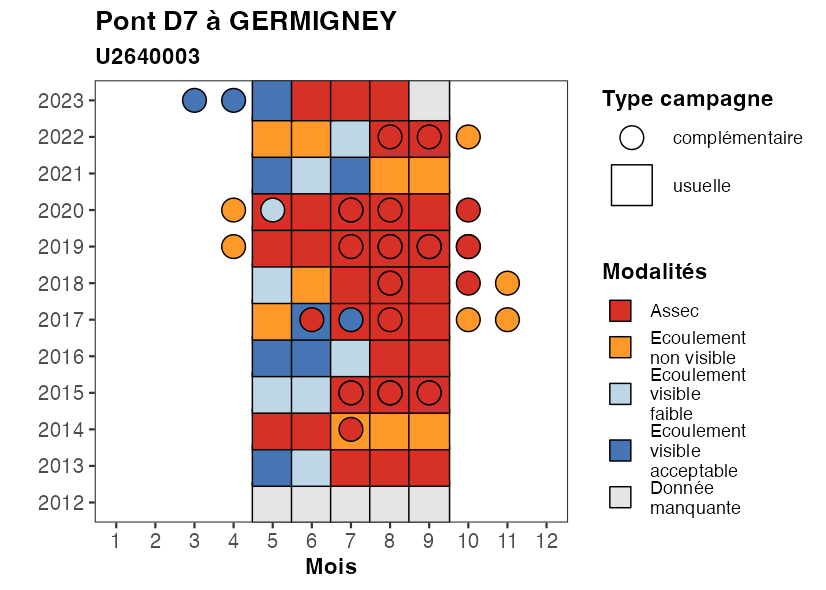 Pont D7 à GERMIGNEY
U2640003
2023
2022
2021
2020
2019
2018
2017
2016
2015
2014
2013
2012
1 2 3 4 5 6 7 8 9 10 11 12
Mois
Type campagne
complémentaire
usuelle
Modalités
Assec
Ecoulement
non visible
Ecoulement
visible
faible
Ecoulement
visible
acceptable
Donnée
manquante